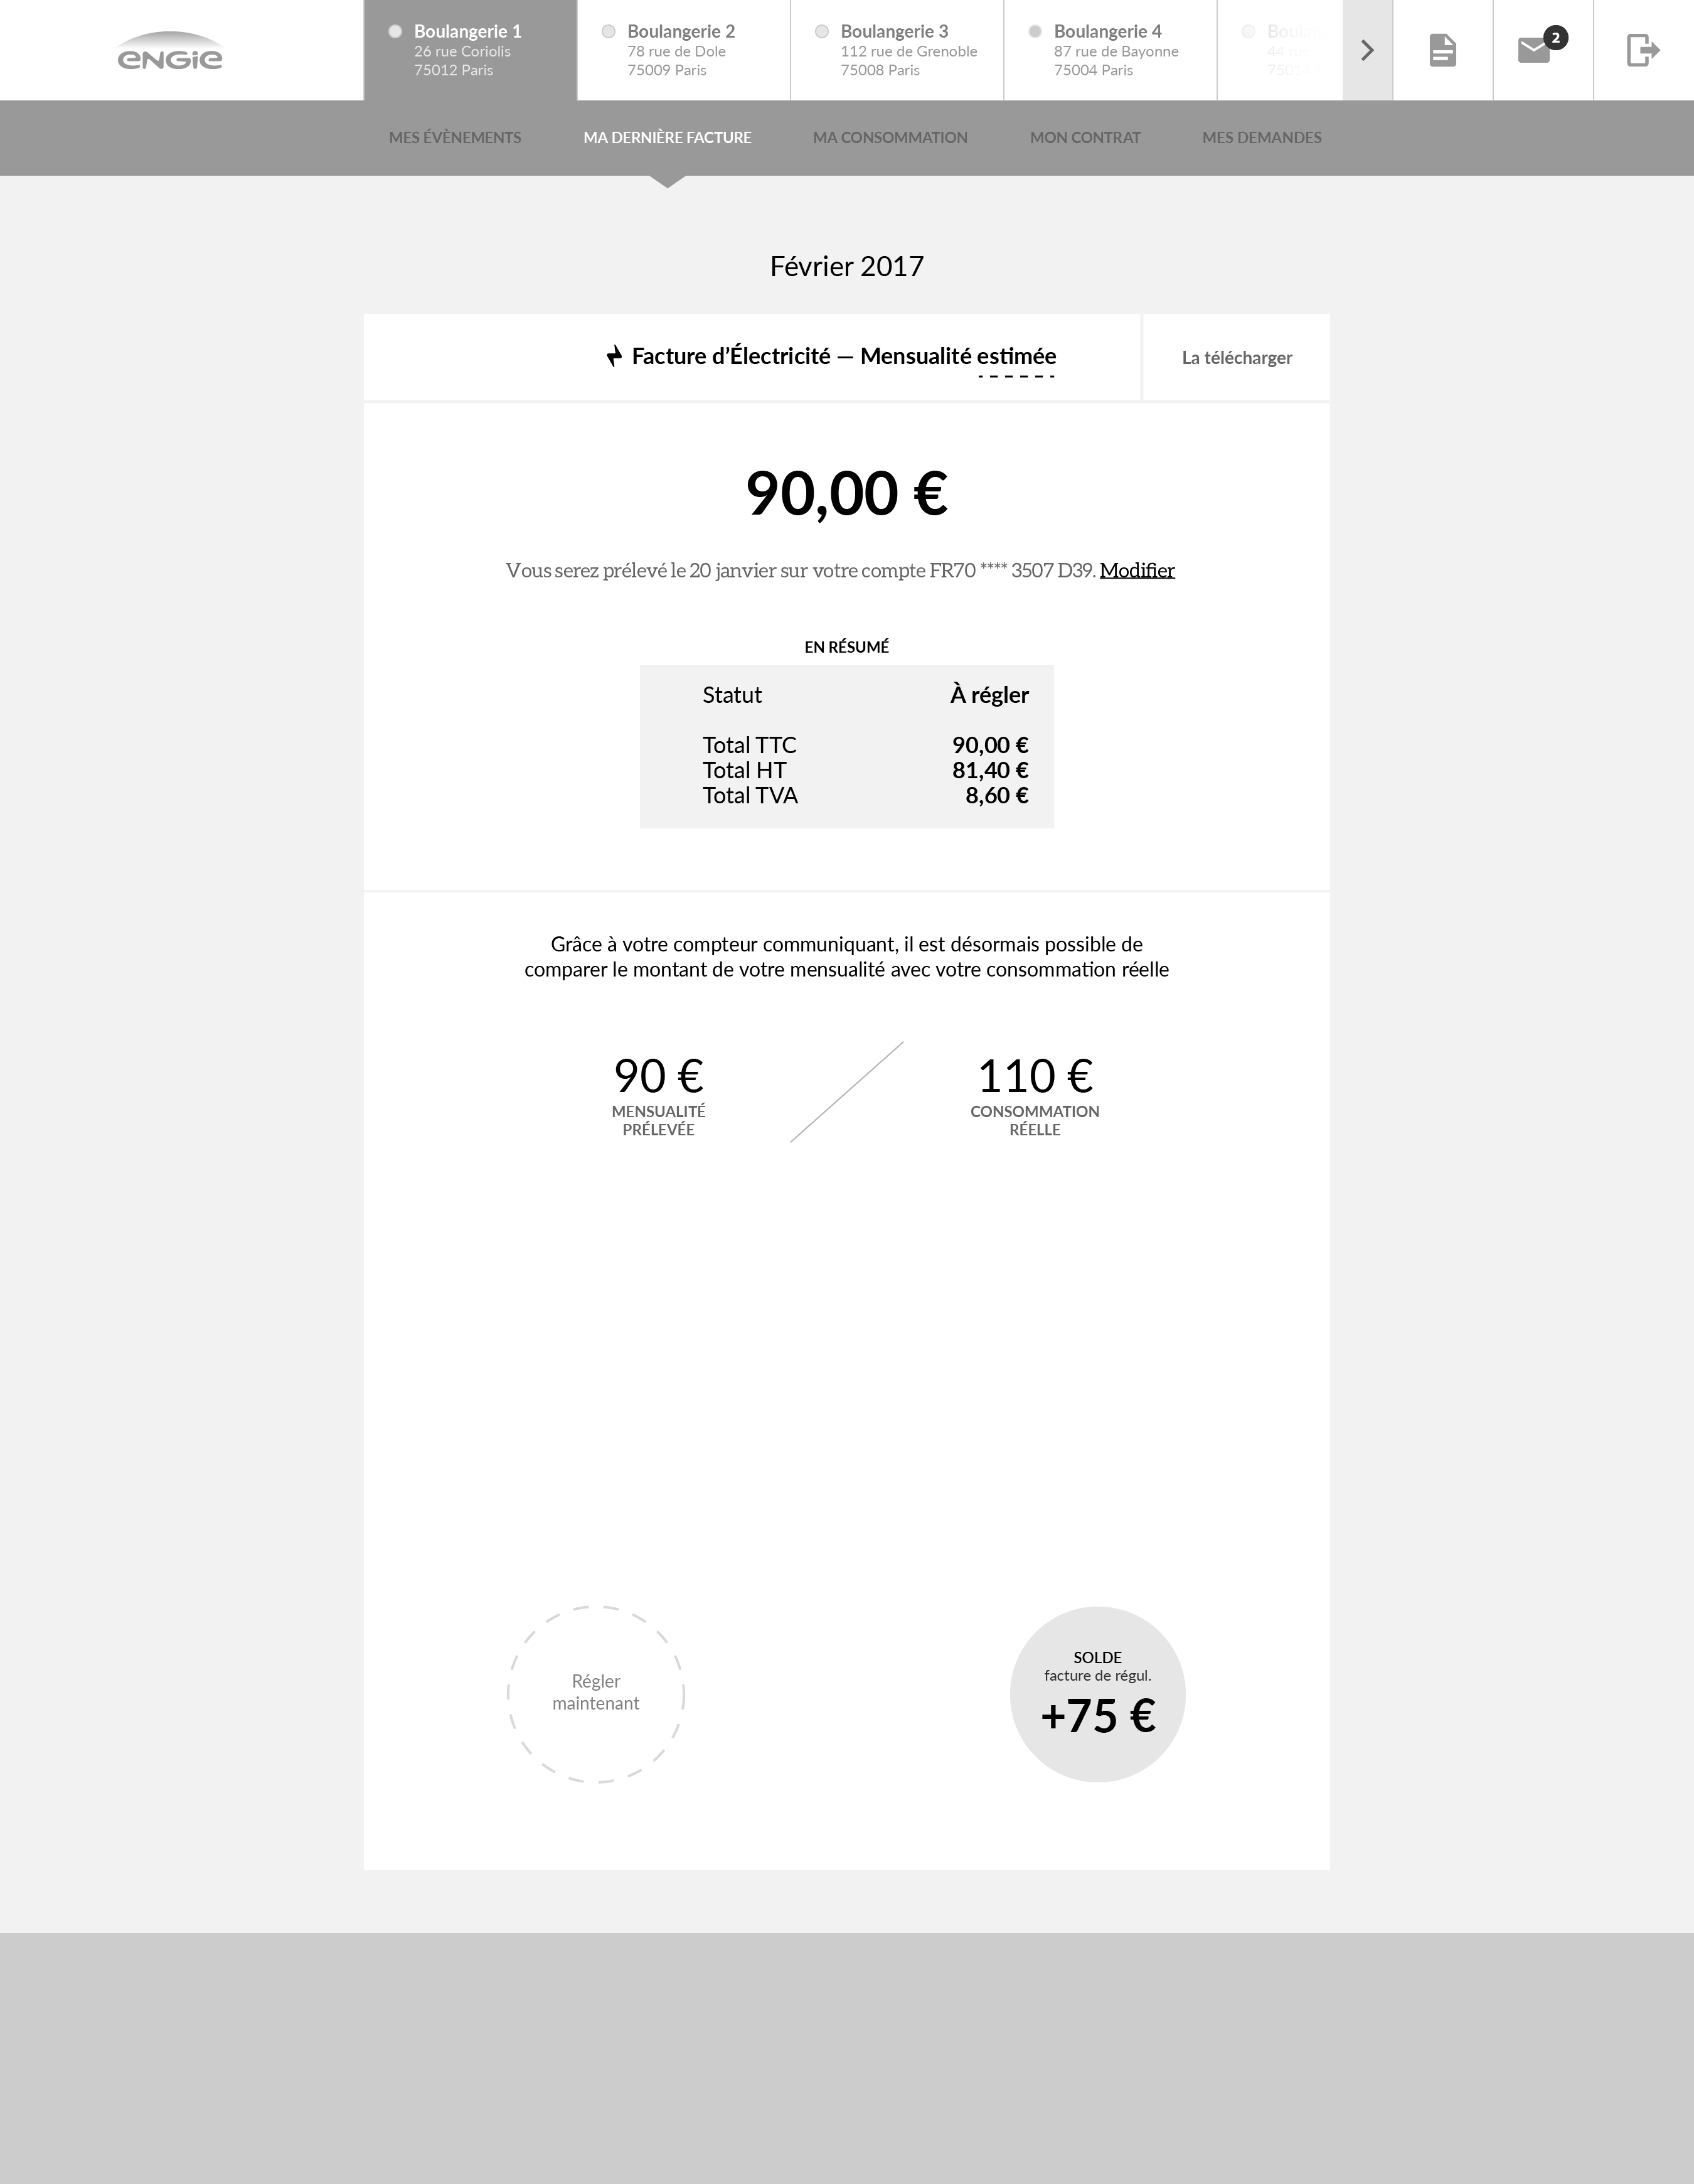 ENGIE
Boulangerie 1
26 rue Coriolis
75012 Paris
Boulangerie 2
78 rue de Dole
75009 Paris
Boulangerie 3
112 rue de Grenoble
75008 Paris
Boulangerie 4
87 rue de Bayonne
75004 Paris
44 rue
2
MES ÉVÈNEMENTS
MA DERNIÈRE FACTURE
MA CONSOMMATION
MON CONTRAT
MES DEMANDES
Février 2017
Facture d’Électricité — Mensualité estimée
La télécharger
90,00 €
Vous serez prélevé le 20 janvier sur votre compte FR70 **** 3507 D39. Modifier
EN RÉSUMÉ
Statut À régler
Total TTC 90,00 €
Total HT 81,40 €
Total TVA 8,60 €
Grâce à votre compteur communiquant, il est désormais possible de
comparer le montant de votre mensualité avec votre consommation réelle
90 €
MENSUALITÉ
PRÉLEVÉE
110 €
CONSOMMATION
RÉELLE
Régler
maintenant
SOLDE
facture de régul.
+75 €